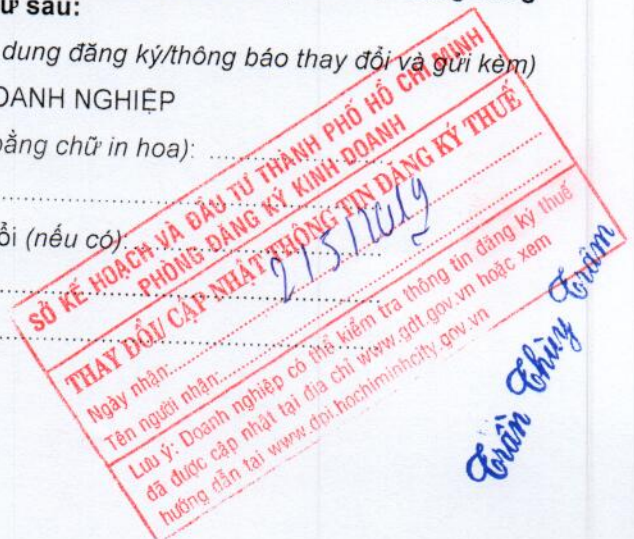 ư sau:
dung đăng ký/thông báo thay đổi và gửi kèm)
OANH NGHIỆP
bằng chữ in hoa):
ổi (nếu có):
SỞ KẾ HOẠCH VÀ ĐẦU TƯ THÀNH PHỐ HỒ CHÍ MINH
PHÒNG ĐĂNG KÝ KINH DOANH
THAY ĐỔI/ CẬP NHẬT THÔNG TIN ĐĂNG KÝ THUẾ
Ngày nhận:
Tên người nhận:
Lưu ý: Doanh nghiệp có thể kiểm tra thông tin đăng ký thuế
đã được cập nhật tại địa chỉ www.gdt.gov.vn hoặc xem
hướng dẫn tại www.dpi.hochiminhcity.gov.vn
Trần Thùy Trâm